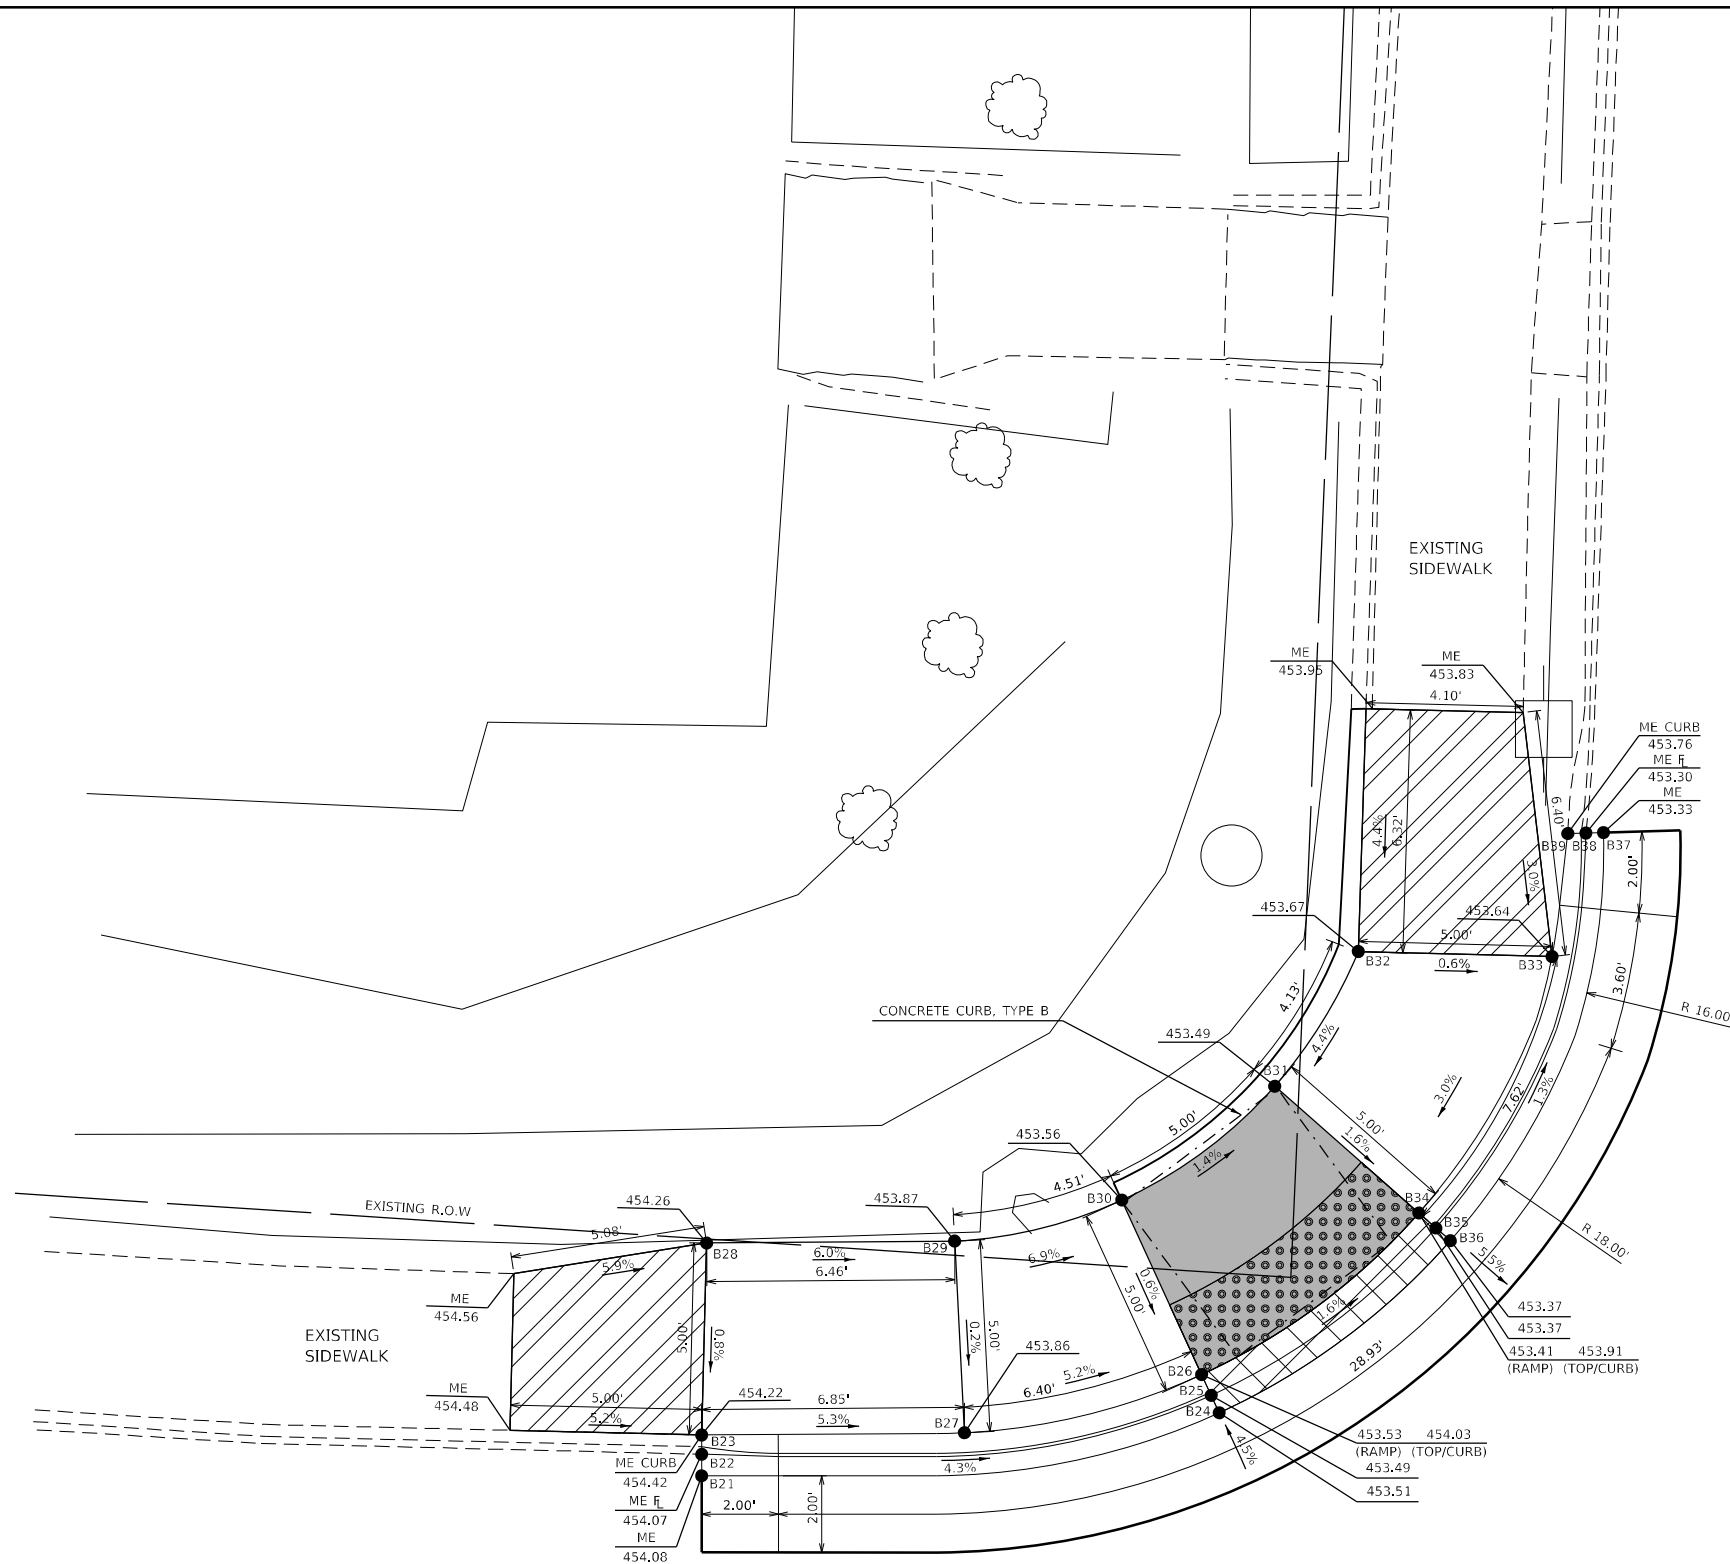 EXISTING
SIDEWALK
ME
453.95
ME
453.83
4.10'
ME CURB
453.76
ME FL
453.30
ME
453.33
6.40'
4.4%
6.32'
B39
B38
B37
3.0%
2.00'
453.67
453.64
5.00'
B32
0.6%
B33
3.60'
R 16.00
4.13'
CONCRETE CURB, TYPE B
453.49
4.4%
B31
3.0%
7.62'
1.3%
5.00'
5.00'
1.6%
453.56
1.4%
4.51'
EXISTING R.O.W
454.26
453.87
B30
B34
B35
B36
5.08'
B28
B29
6.0%
6.9%
R 18.00'
5.9%
6.46'
0.6%
5.5%
ME
454.56
5.00'
1.6%
453.37
EXISTING
SIDEWALK
5.00'
0.8%
0.2%
5.00'
453.37
453.86
453.41 453.91
(RAMP) (TOP/CURB)
28.93'
5.2%
B26
ME
454.48
454.22
6.40'
5.00'
6.85'
B25
5.2%
5.3%
B27
B24
B23
453.53 454.03
(RAMP) (TOP/CURB)
4.5%
ME CURB
454.42
B22
4.3%
453.49
B21
453.51
ME FL
454.07
2.00'
2.00'
ME
454.08